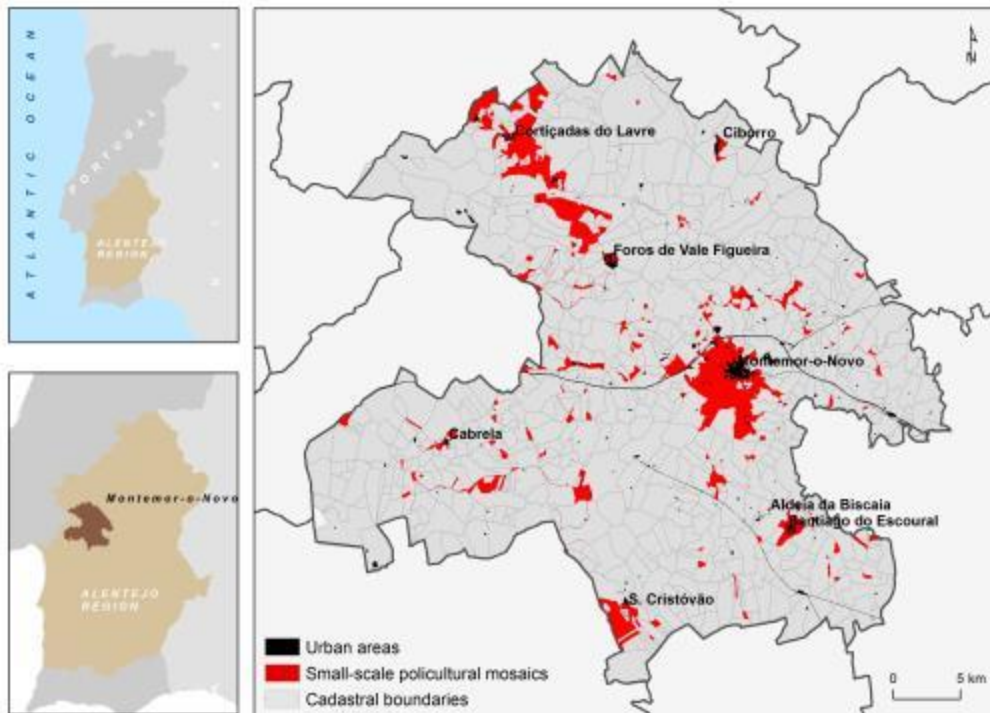 ATLANTIC OCEAN
PORTUGAL
ALENTEJO
REGION
N
Cortiçadas do Lavre
Ciborro
Foros de Vale Figueira
Montemor-o-Novo
Cabrela
Aldeia da Biscaia
Santiago do Escoural
S. Cristóvão
Urban areas
Small-scale policultural mosaics
Cadastral boundaries
0 5 km
Montemor-o-Novo
ALENTEJO
REGION